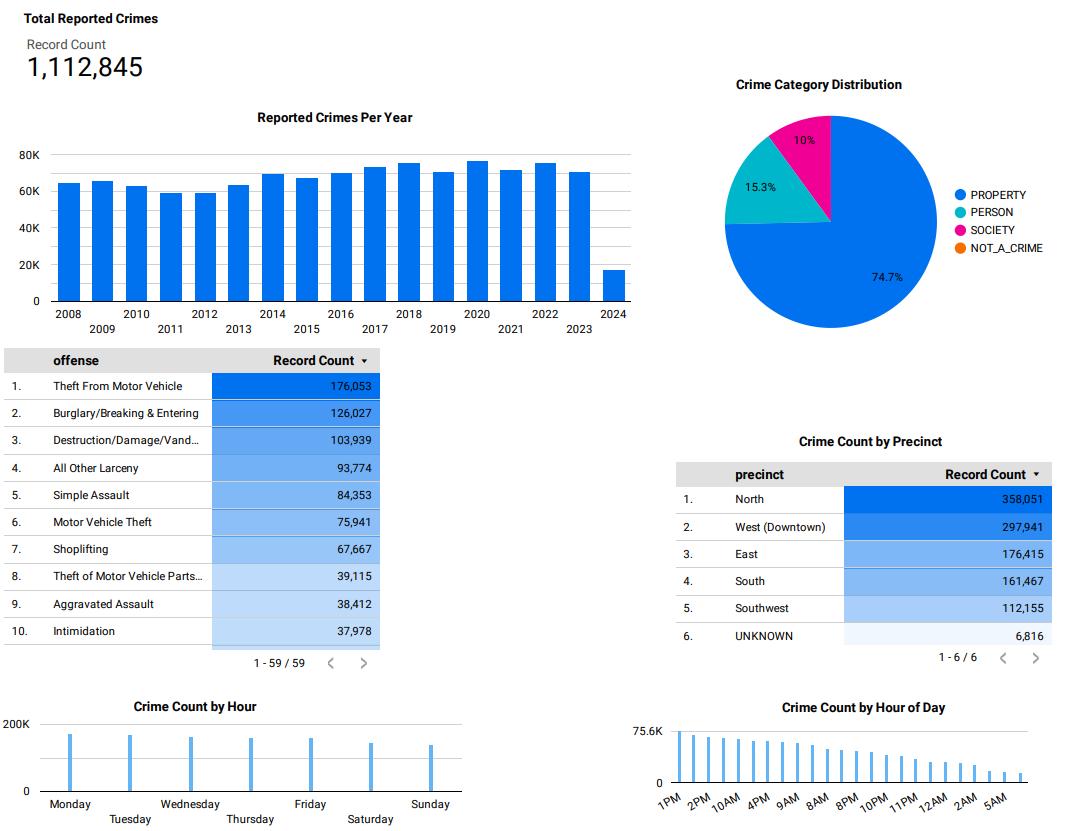 Total Reported Crimes
Record Count
1,112,845
Reported Crimes Per Year
80K
60K
40K
20K
0
2008 2010 2012 2014 2016 2018 2020 2022 2024
2009 2011 2013 2015 2017 2019 2021 2023
Crime Category Distribution
10%
15.3%
74.7%
PROPERTY
PERSON
SOCIETY
NOT_A_CRIME
offense Record Count
1. Theft From Motor Vehicle 176,053
2. Burglary/Breaking & Entering 126,027
3. Destruction/Damage/Vand... 103,939
4. All Other Larceny 93,774
5. Simple Assault 84,353
6. Motor Vehicle Theft 75,941
7. Shoplifting 67,667
8. Theft of Motor Vehicle Parts... 39,115
9. Aggravated Assault 38,412
10. Intimidation 37,978
1 - 59 / 59
Crime Count by Precinct
precinct Record Count
1. North 358,051
2. West (Downtown) 297,941
3. East 176,415
4. South 161,467
5. Southwest 112,155
6. UNKNOWN 6,816
1 - 6 / 6
Crime Count by Hour
200K
0
Monday Wednesday Friday Sunday
Tuesday Thursday Saturday
Crime Count by Hour of Day
75.6K
0
1PM 2PM 10AM 4PM 9AM 8AM 8PM 10PM 11PM 12AM 2AM 5AM